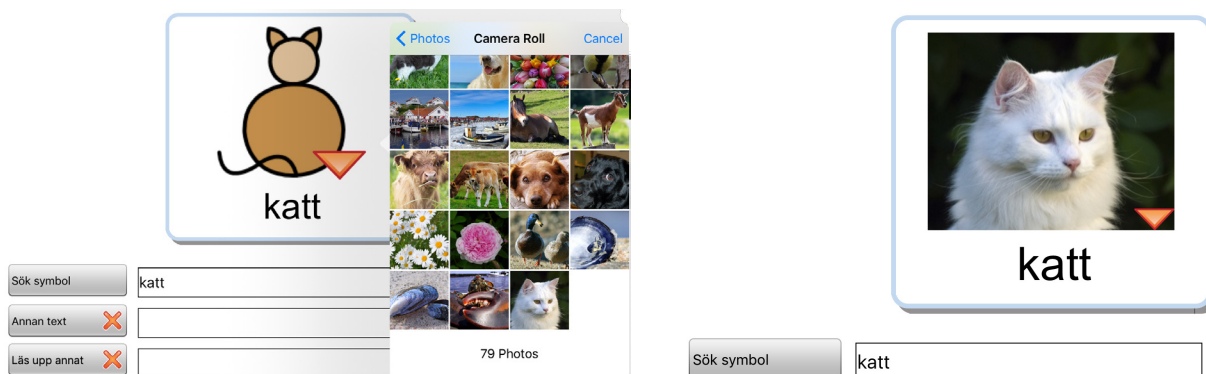 Photos Camera Roll Cancel
katt
Sök symbol katt
Annan text
Läs upp annat
79 Photos
katt
Sök symbol katt